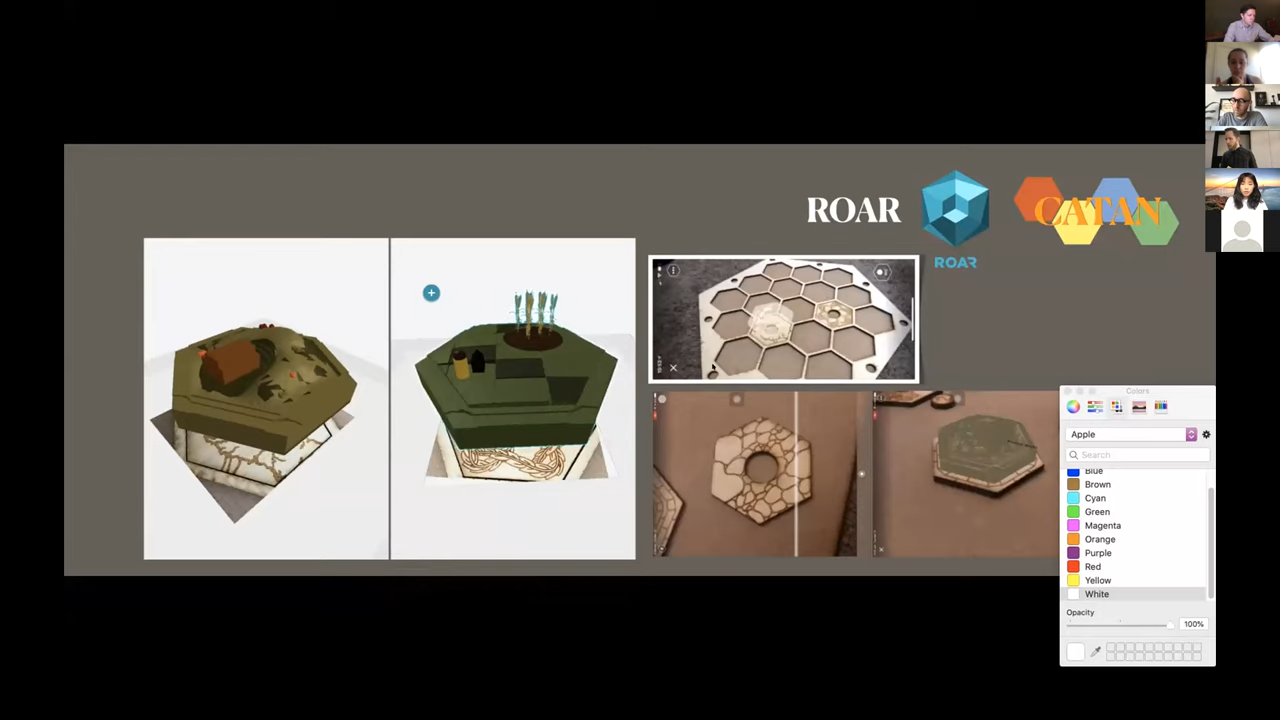 ROAR
CATAN
ROAR
Colors
Apple
Search
Blue
Brown
Cyan
Green
Magenta
Orange
Purple
Red
Yellow
White
Opacity
100%